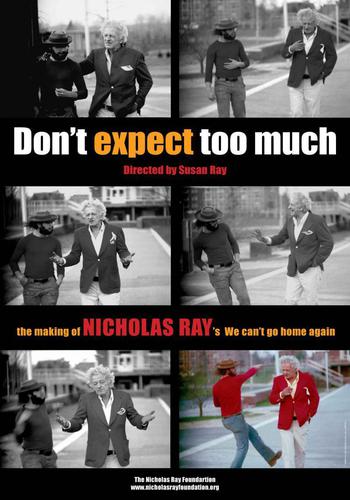 Don't expect too much
Directed by Susan Ray
the making of NICHOLAS RAY's We can't go home again
The Nicholas Ray Foundartion
www.nicholasrayfoundation.org